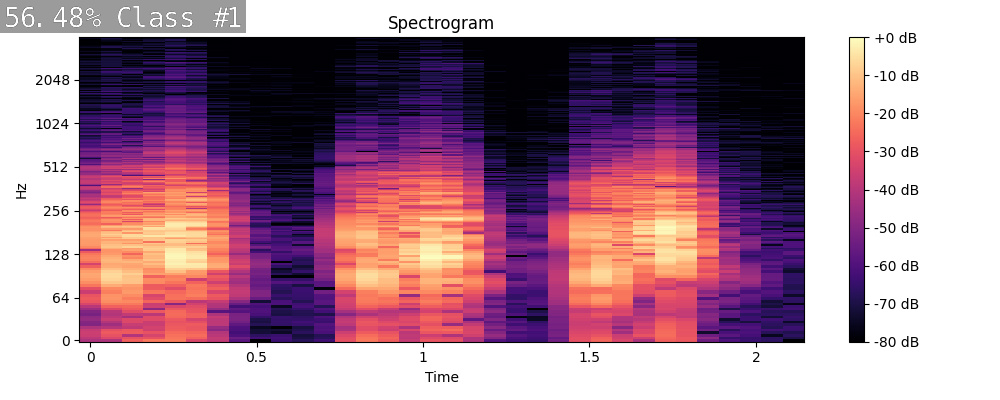 56.48% Class #1
Spectrogram
+0 dB
-10 dB
-20 dB
-30 dB
-40 dB
-50 dB
-60 dB
-70 dB
-80 dB
2048
1024
512
256
128
64
0
Hz
0 0.5 1 1.5 2
Time